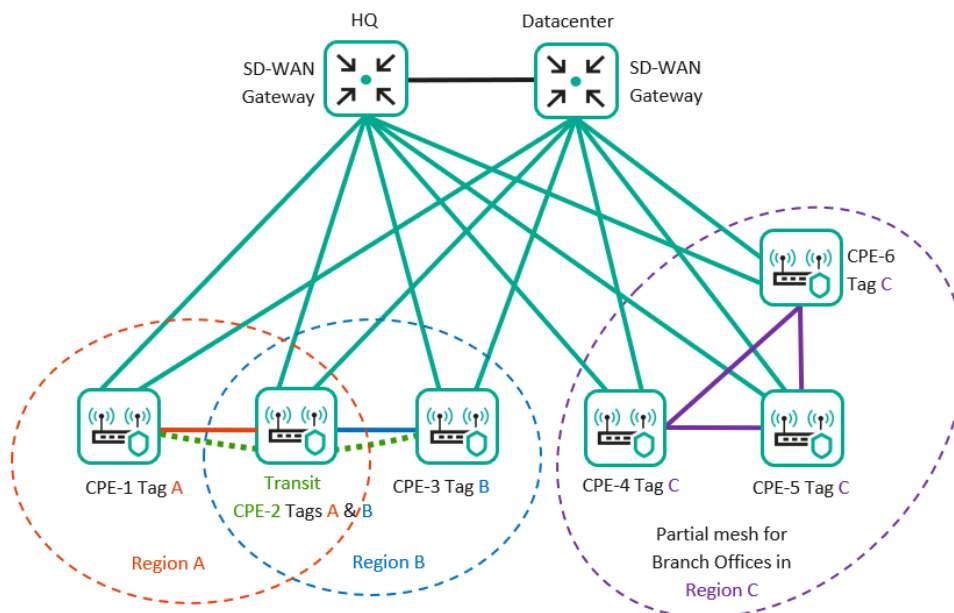 HQ
Datacenter
SD-WAN
Gateway
SD-WAN
Gateway
CPE-6
Tag C
CPE-1 Tag A
Transit
CPE-2 Tags A & B
CPE-3 Tag B
CPE-4 Tag C
CPE-5 Tag C
Region A
Region B
Partial mesh for
Branch Offices in
Region C